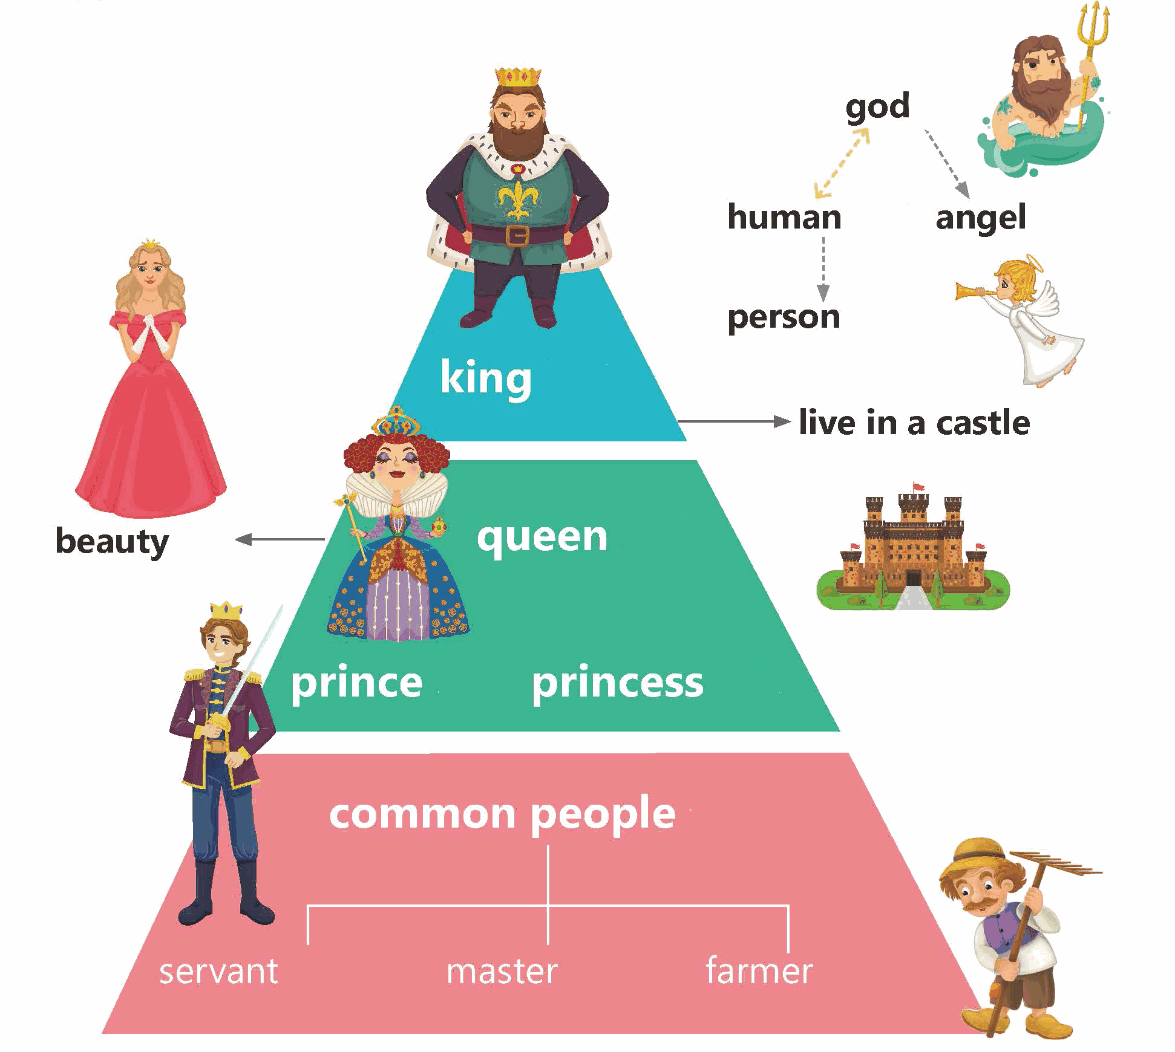 god
human
angel
person
king
live in a castle
beauty
queen
prince
princess
common people
servant
master
farmer